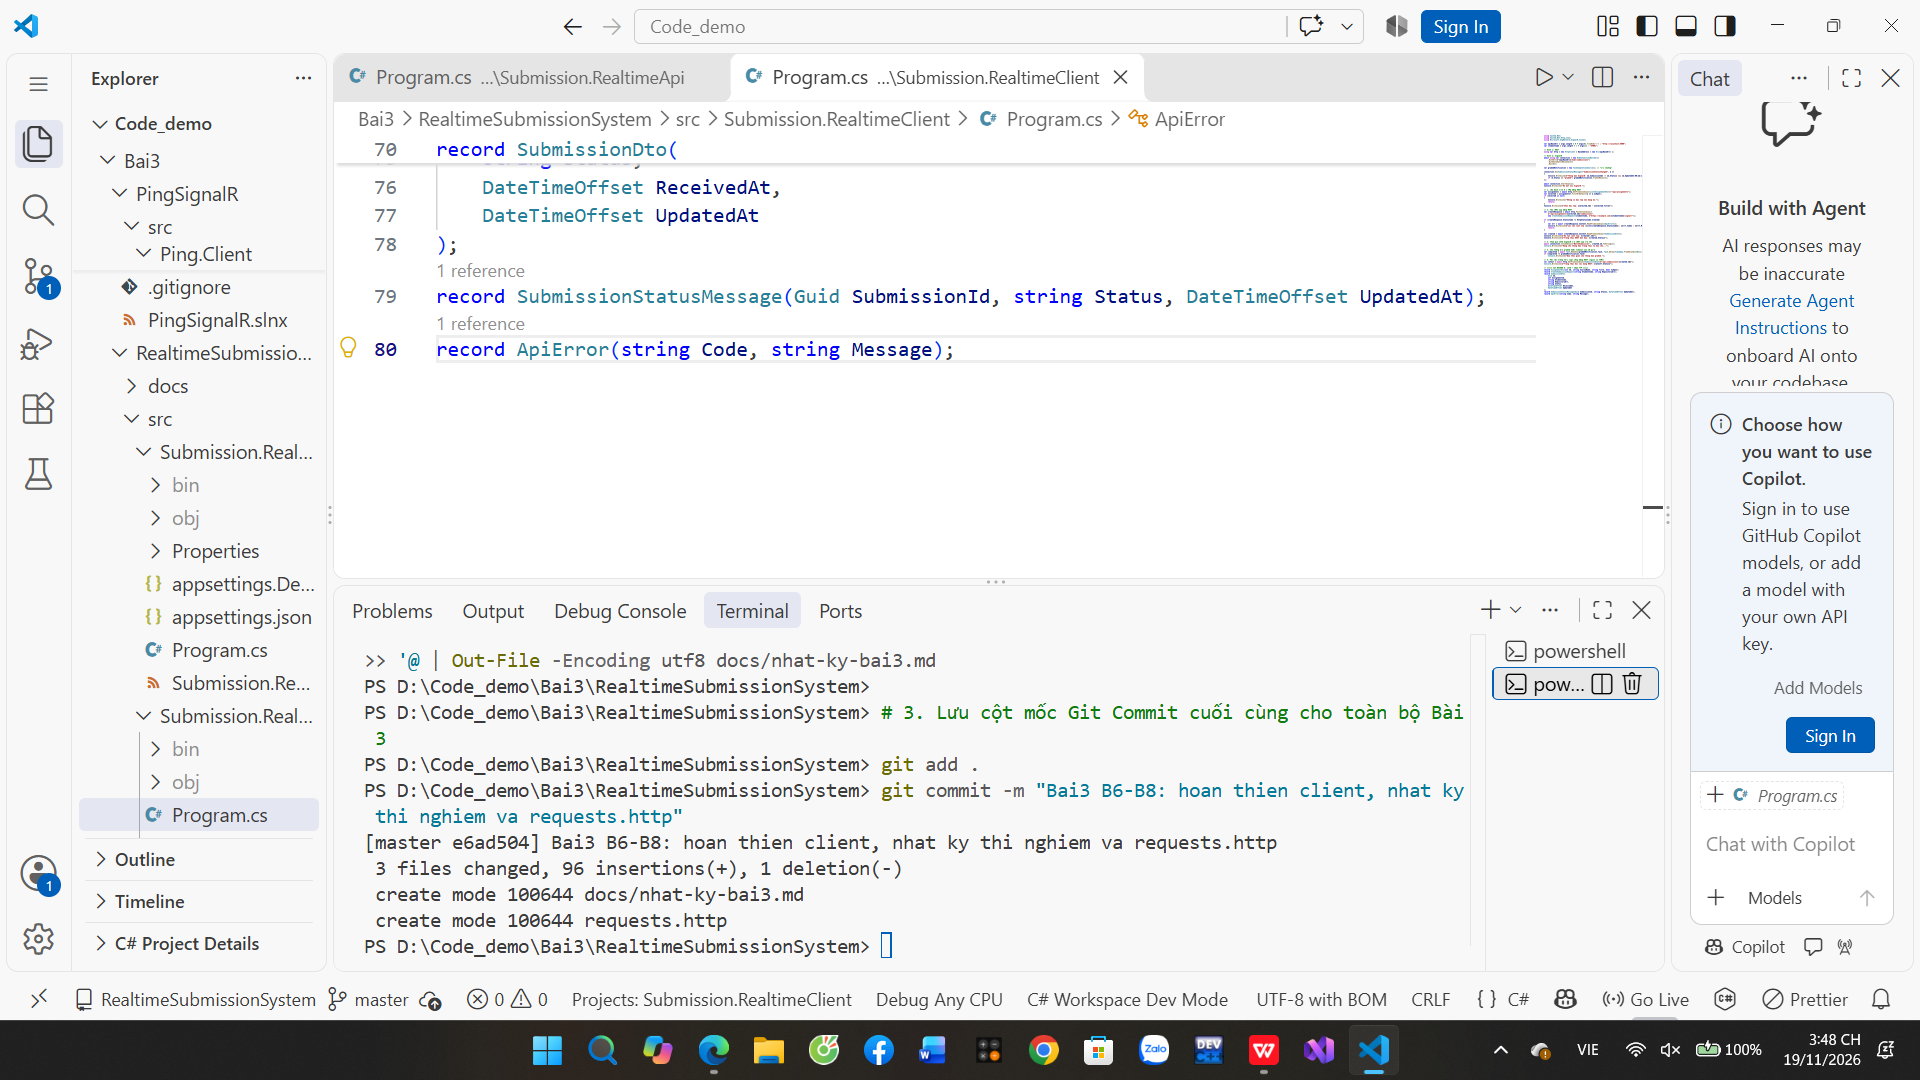 Code_demo
Sign In
Explorer
Code_demo
Bai3
PingSignalR
src
Ping.Client
.gitignore
PingSignalR.slnx
RealtimeSubmissio...
docs
src
Submission.Real...
bin
obj
Properties
appsettings.De...
appsettings.json
Program.cs
Submission.Re...
Submission.Real...
bin
obj
Program.cs
Outline
Timeline
C# Project Details
1
1
Program.cs ...\Submission.RealtimeApi
Program.cs ...\Submission.RealtimeClient
Bai3 > RealtimeSubmissionSystem > src > Submission.RealtimeClient > Program.cs > ApiError
70 record SubmissionDto(
76 DateTimeOffset ReceivedAt,
77 DateTimeOffset UpdatedAt
78 );
1 reference
79 record SubmissionStatusMessage(Guid SubmissionId, string Status, DateTimeOffset UpdatedAt);
1 reference
80 record ApiError(string Code, string Message);
Problems Output Debug Console Terminal Ports
>> '@ | Out-File -Encoding utf8 docs/nhat-ky-bai3.md
PS D:\Code_demo\Bai3\RealtimeSubmissionSystem>
PS D:\Code_demo\Bai3\RealtimeSubmissionSystem> # 3. Lưu cột mốc Git Commit cuối cùng cho toàn bộ Bài
3
PS D:\Code_demo\Bai3\RealtimeSubmissionSystem> git add .
PS D:\Code_demo\Bai3\RealtimeSubmissionSystem> git commit -m "Bai3 B6-B8: hoan thien client, nhat ky
thi nghiem va requests.http"
[master e6ad504] Bai3 B6-B8: hoan thien client, nhat ky thi nghiem va requests.http
3 files changed, 96 insertions(+), 1 deletion(-)
create mode 100644 docs/nhat-ky-bai3.md
create mode 100644 requests.http
PS D:\Code_demo\Bai3\RealtimeSubmissionSystem>
powershell
pow...
Chat
Build with Agent
AI responses may
be inaccurate
Generate Agent
Instructions to
onboard AI onto
your codebase
Choose how
you want to use
Copilot.
Sign in to use
GitHub Copilot
models, or add
a model with
your own API
key.
Add Models
Sign In
Program.cs
Chat with Copilot
Models
Copilot
RealtimeSubmissionSystem master 0 0 Projects: Submission.RealtimeClient Debug Any CPU C# Workspace Dev Mode UTF-8 with BOM CRLF { } C# Go Live Prettier
VIE 100% 3:48 CH
19/11/2026